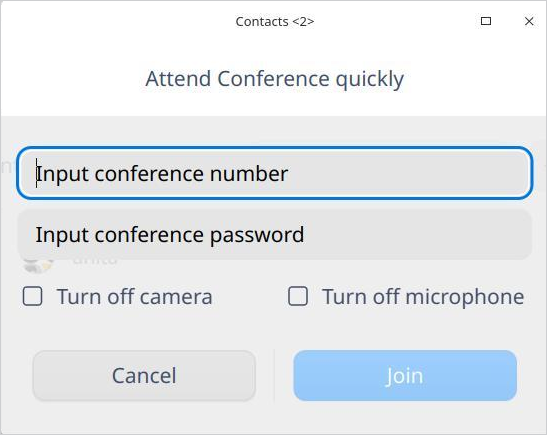 Contacts <2>
Attend Conference quickly
Input conference number
Input conference password
Turn off camera
Turn off microphone
Cancel
Join